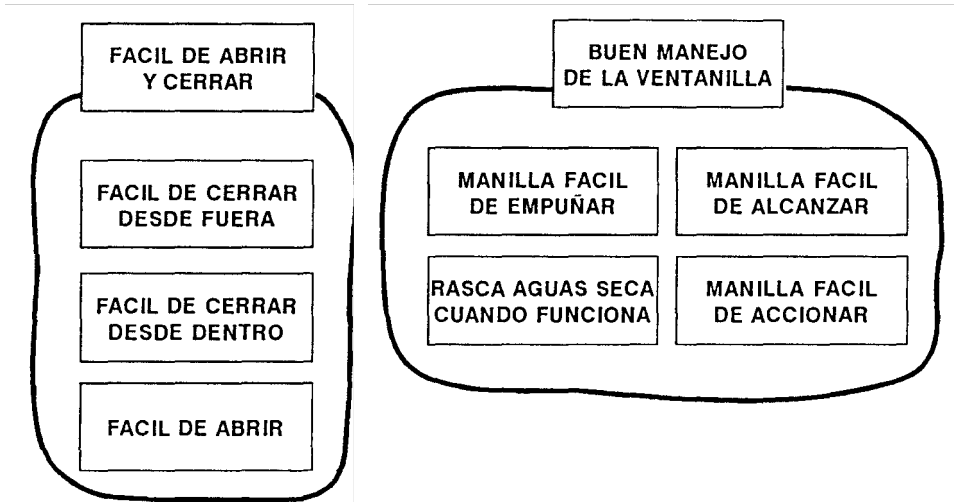 FACIL DE ABRIR
Y CERRAR
FACIL DE CERRAR
DESDE FUERA
FACIL DE CERRAR
DESDE DENTRO
FACIL DE ABRIR
BUEN MANEJO
DE LA VENTANILLA
MANILLA FACIL
DE EMPUÑAR
MANILLA FACIL
DE ALCANZAR
RASCA AGUAS SECA
CUANDO FUNCIONA
MANILLA FACIL
DE ACCIONAR